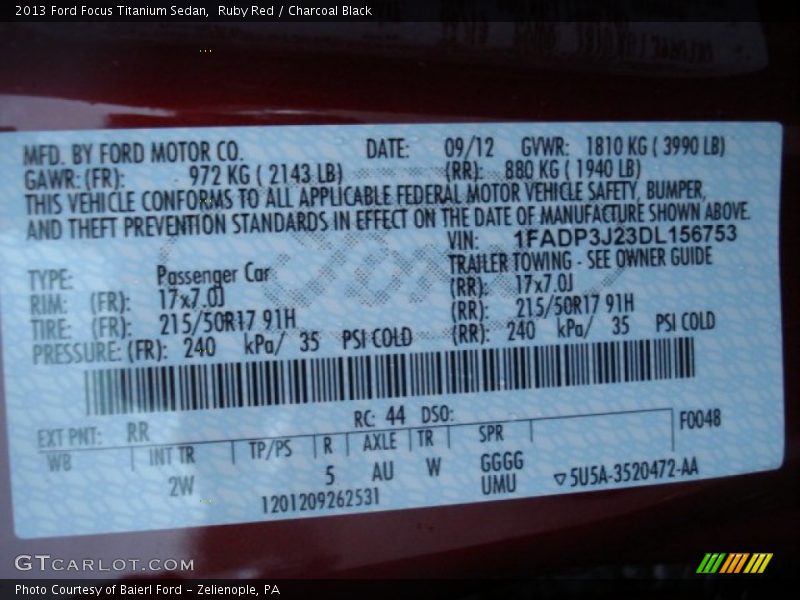 2013 Ford Focus Titanium Sedan, Ruby Red / Charcoal Black
MFD. BY FORD MOTOR CO. DATE: 09/12 GVWR: 1810 KG ( 3990 LB)
GAWR: (FR): 972 KG ( 2143 LB) (RR): 880 KG ( 1940 LB)
THIS VEHICLE CONFORMS TO ALL APPLICABLE FEDERAL MOTOR VEHICLE SAFETY, BUMPER,
AND THEFT PREVENTION STANDARDS IN EFFECT ON THE DATE OF MANUFACTURE SHOWN ABOVE.
VIN: 1FADP3J23DL156753
TYPE: Passenger Car TRAILER TOWING - SEE OWNER GUIDE
RIM: (FR): 17x7.0J (RR): 17x7.0J
TIRE: (FR): 215/50R17 91H (RR): 215/50R17 91H
PRESSURE: (FR): 240 kPa/ 35 PSI COLD (RR): 240 kPa/ 35 PSI COLD
EXT PNT: RR RC: 44 DSO: F0048
WB INT TR TP/PS R AXLE TR SPR
2W 5 AU W GGGG
UMU ▽5U5A-3520472-AA
1201209262531
GTCARLOT.COM
Photo Courtesy of Baierl Ford - Zelienople, PA